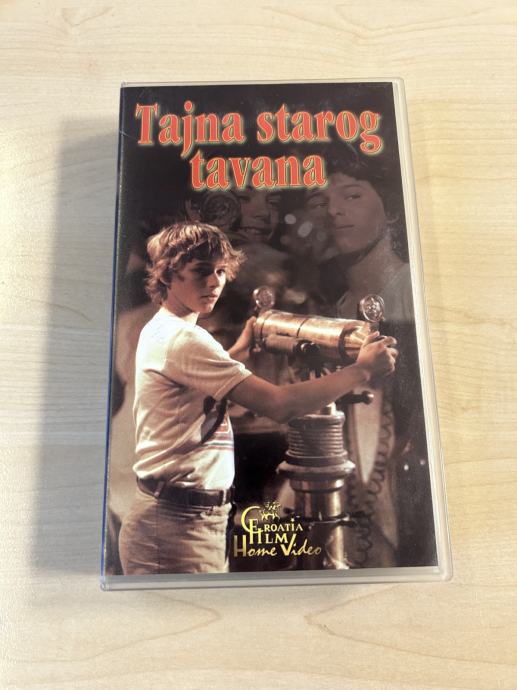 Tajna starog
tavana
Croatia
Film
Home Video